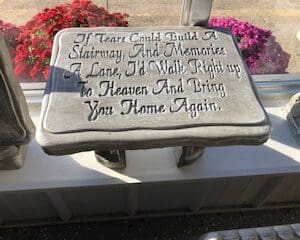 If Tears Could Build A
Stairway, And Memories
A Lane, I'd Walk Right up
To Heaven And Bring
You Home Again.